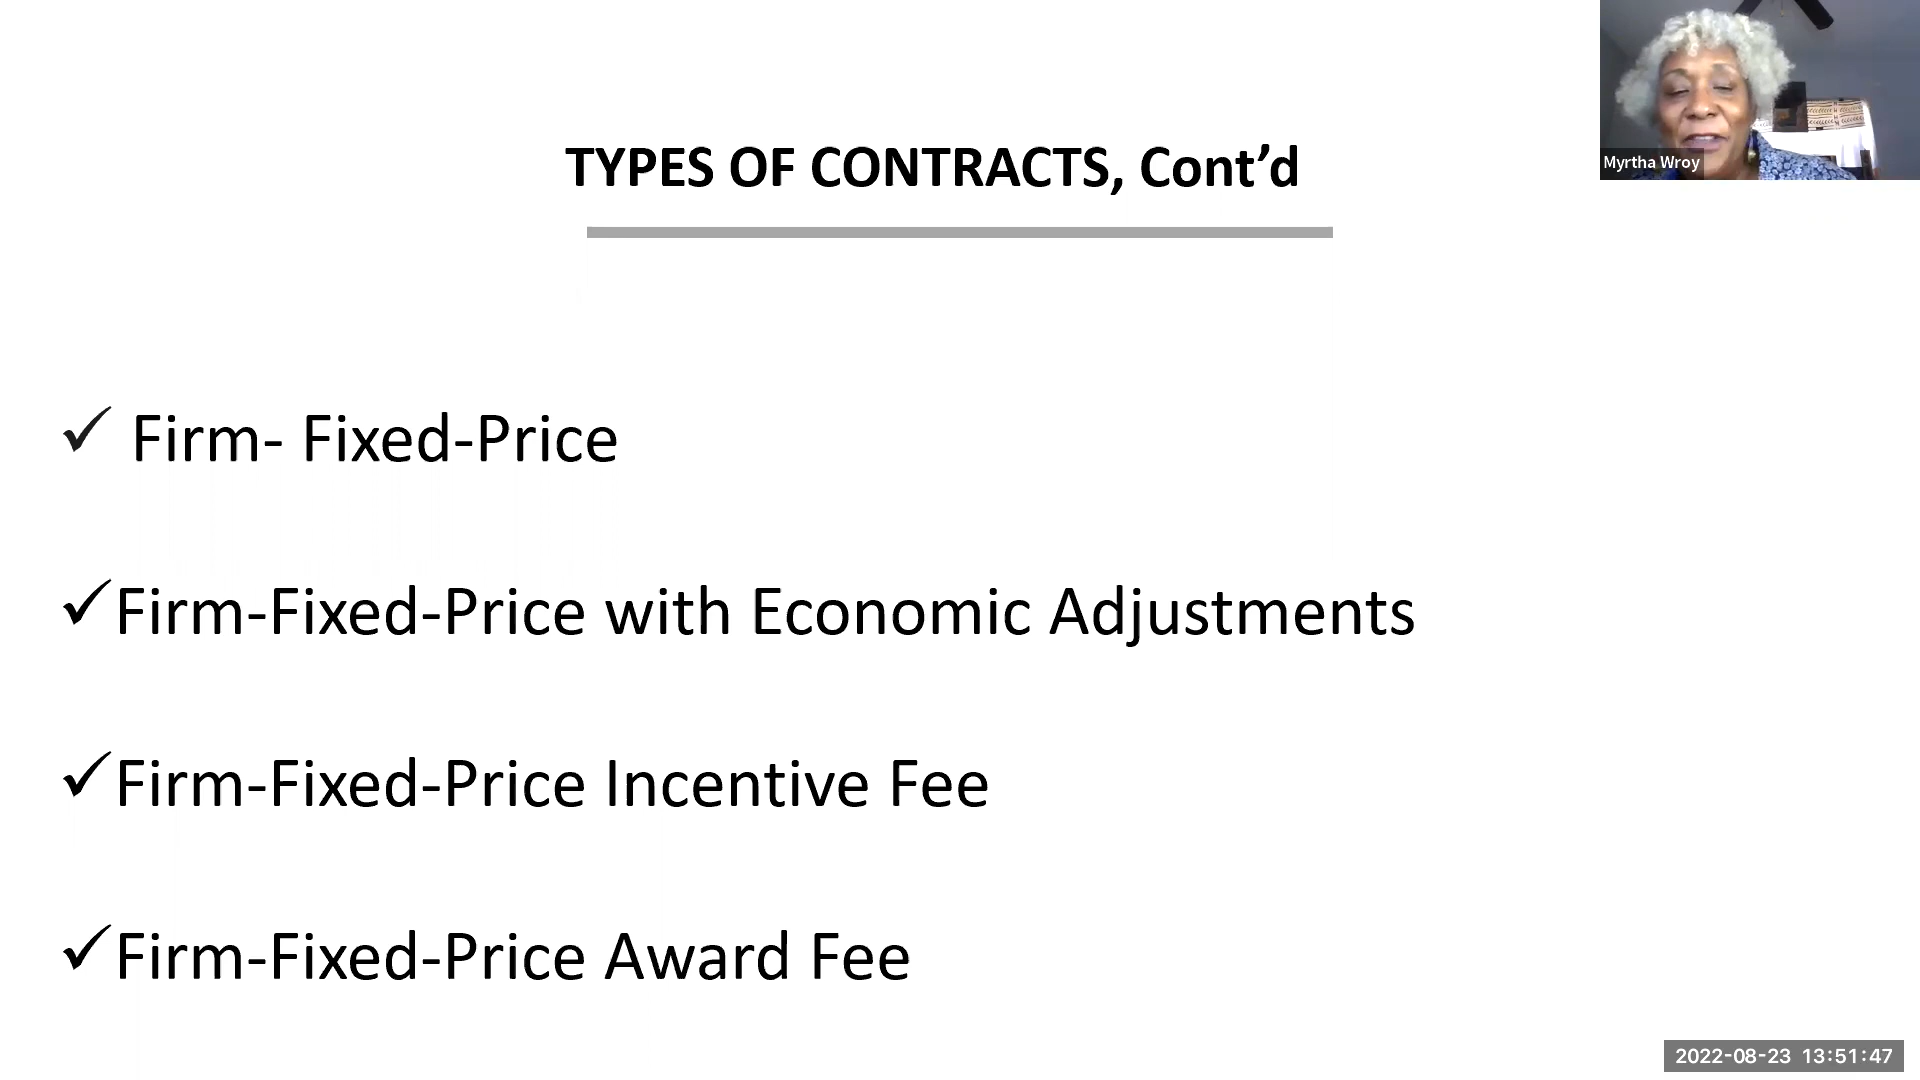 TYPES OF CONTRACTS, Cont’d
Myrtha Wroy
✓ Firm- Fixed-Price
✓Firm-Fixed-Price with Economic Adjustments
✓Firm-Fixed-Price Incentive Fee
✓Firm-Fixed-Price Award Fee
2022-08-23 13:51:47